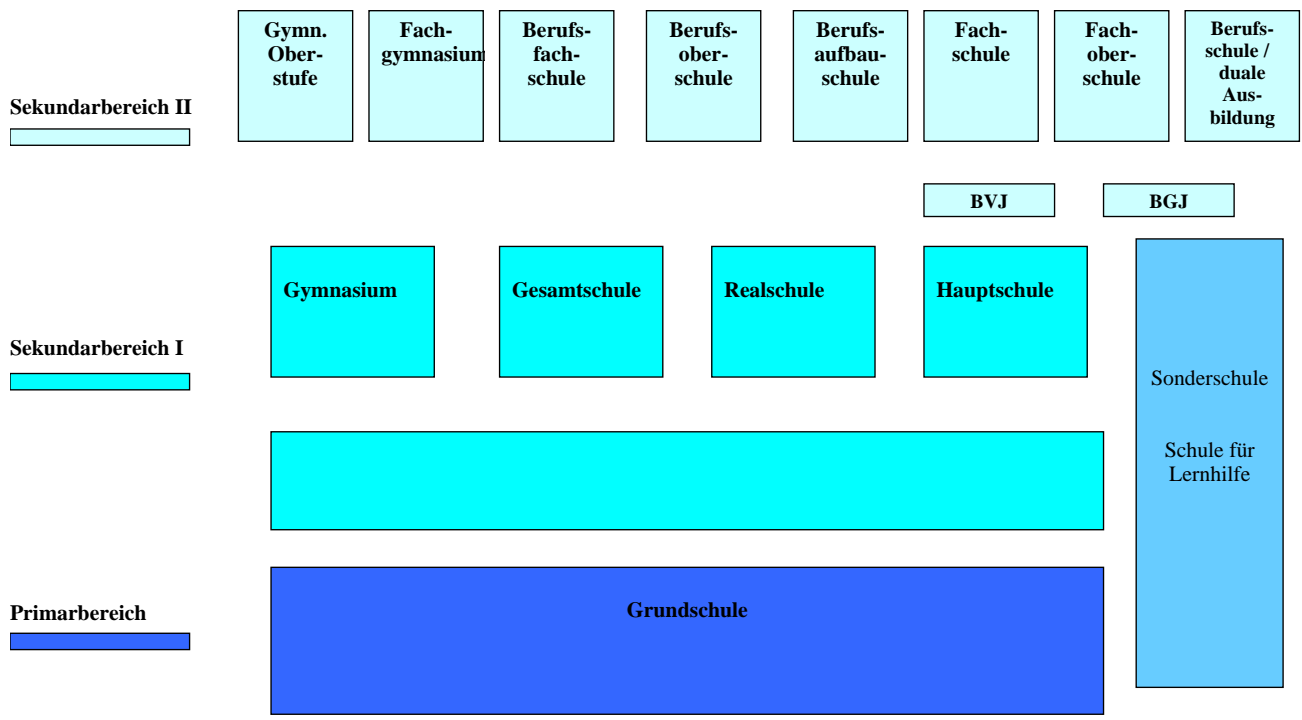 Gymn.
Ober-
stufe
Fach-
gymnasium
Berufs-
fach-
schule
Berufs-
ober-
schule
Berufs-
aufbau-
schule
Fach-
schule
Fach-
ober-
schule
Berufs-
schule /
duale
Aus-
bildung
Sekundarbereich II
BVJ
BGJ
Gymnasium
Gesamtschule
Realschule
Hauptschule
Sekundarbereich I
Sonderschule
Schule für
Lernhilfe
Primarbereich
Grundschule